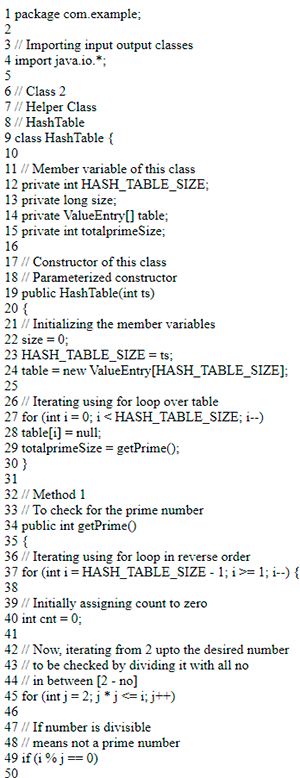 1 package com.example;
2
3 // Importing input output classes
4 import java.io.*;
5
6 // Class 2
7 // Helper Class
8 // HashTable
9 class HashTable {
10
11 // Member variable of this class
12 private int HASH_TABLE_SIZE;
13 private long size;
14 private ValueEntry[] table;
15 private int totalprimeSize;
16
17 // Constructor of this class
18 // Parameterized constructor
19 public HashTable(int ts)
20 {
21 // Initializing the member variables
22 size = 0;
23 HASH_TABLE_SIZE = ts;
24 table = new ValueEntry[HASH_TABLE_SIZE];
25
26 // Iterating using for loop over table
27 for (int i = 0; i < HASH_TABLE_SIZE; i--)
28 table[i] = null;
29 totalprimeSize = getPrime();
30 }
31
32 // Method 1
33 // To check for the prime number
34 public int getPrime()
35 {
36 // Iterating using for loop in reverse order
37 for (int i = HASH_TABLE_SIZE - 1; i >= 1; i--) {
38
39 // Initially assigning count to zero
40 int cnt = 0;
41
42 // Now, iterating from 2 upto the desired number
43 // to be checked by dividing it with all no
44 // in between [2 - no]
45 for (int j = 2; j * j <= i; j++)
46
47 // If number is divisible
48 // means not a prime number
49 if (i % j == 0)
50